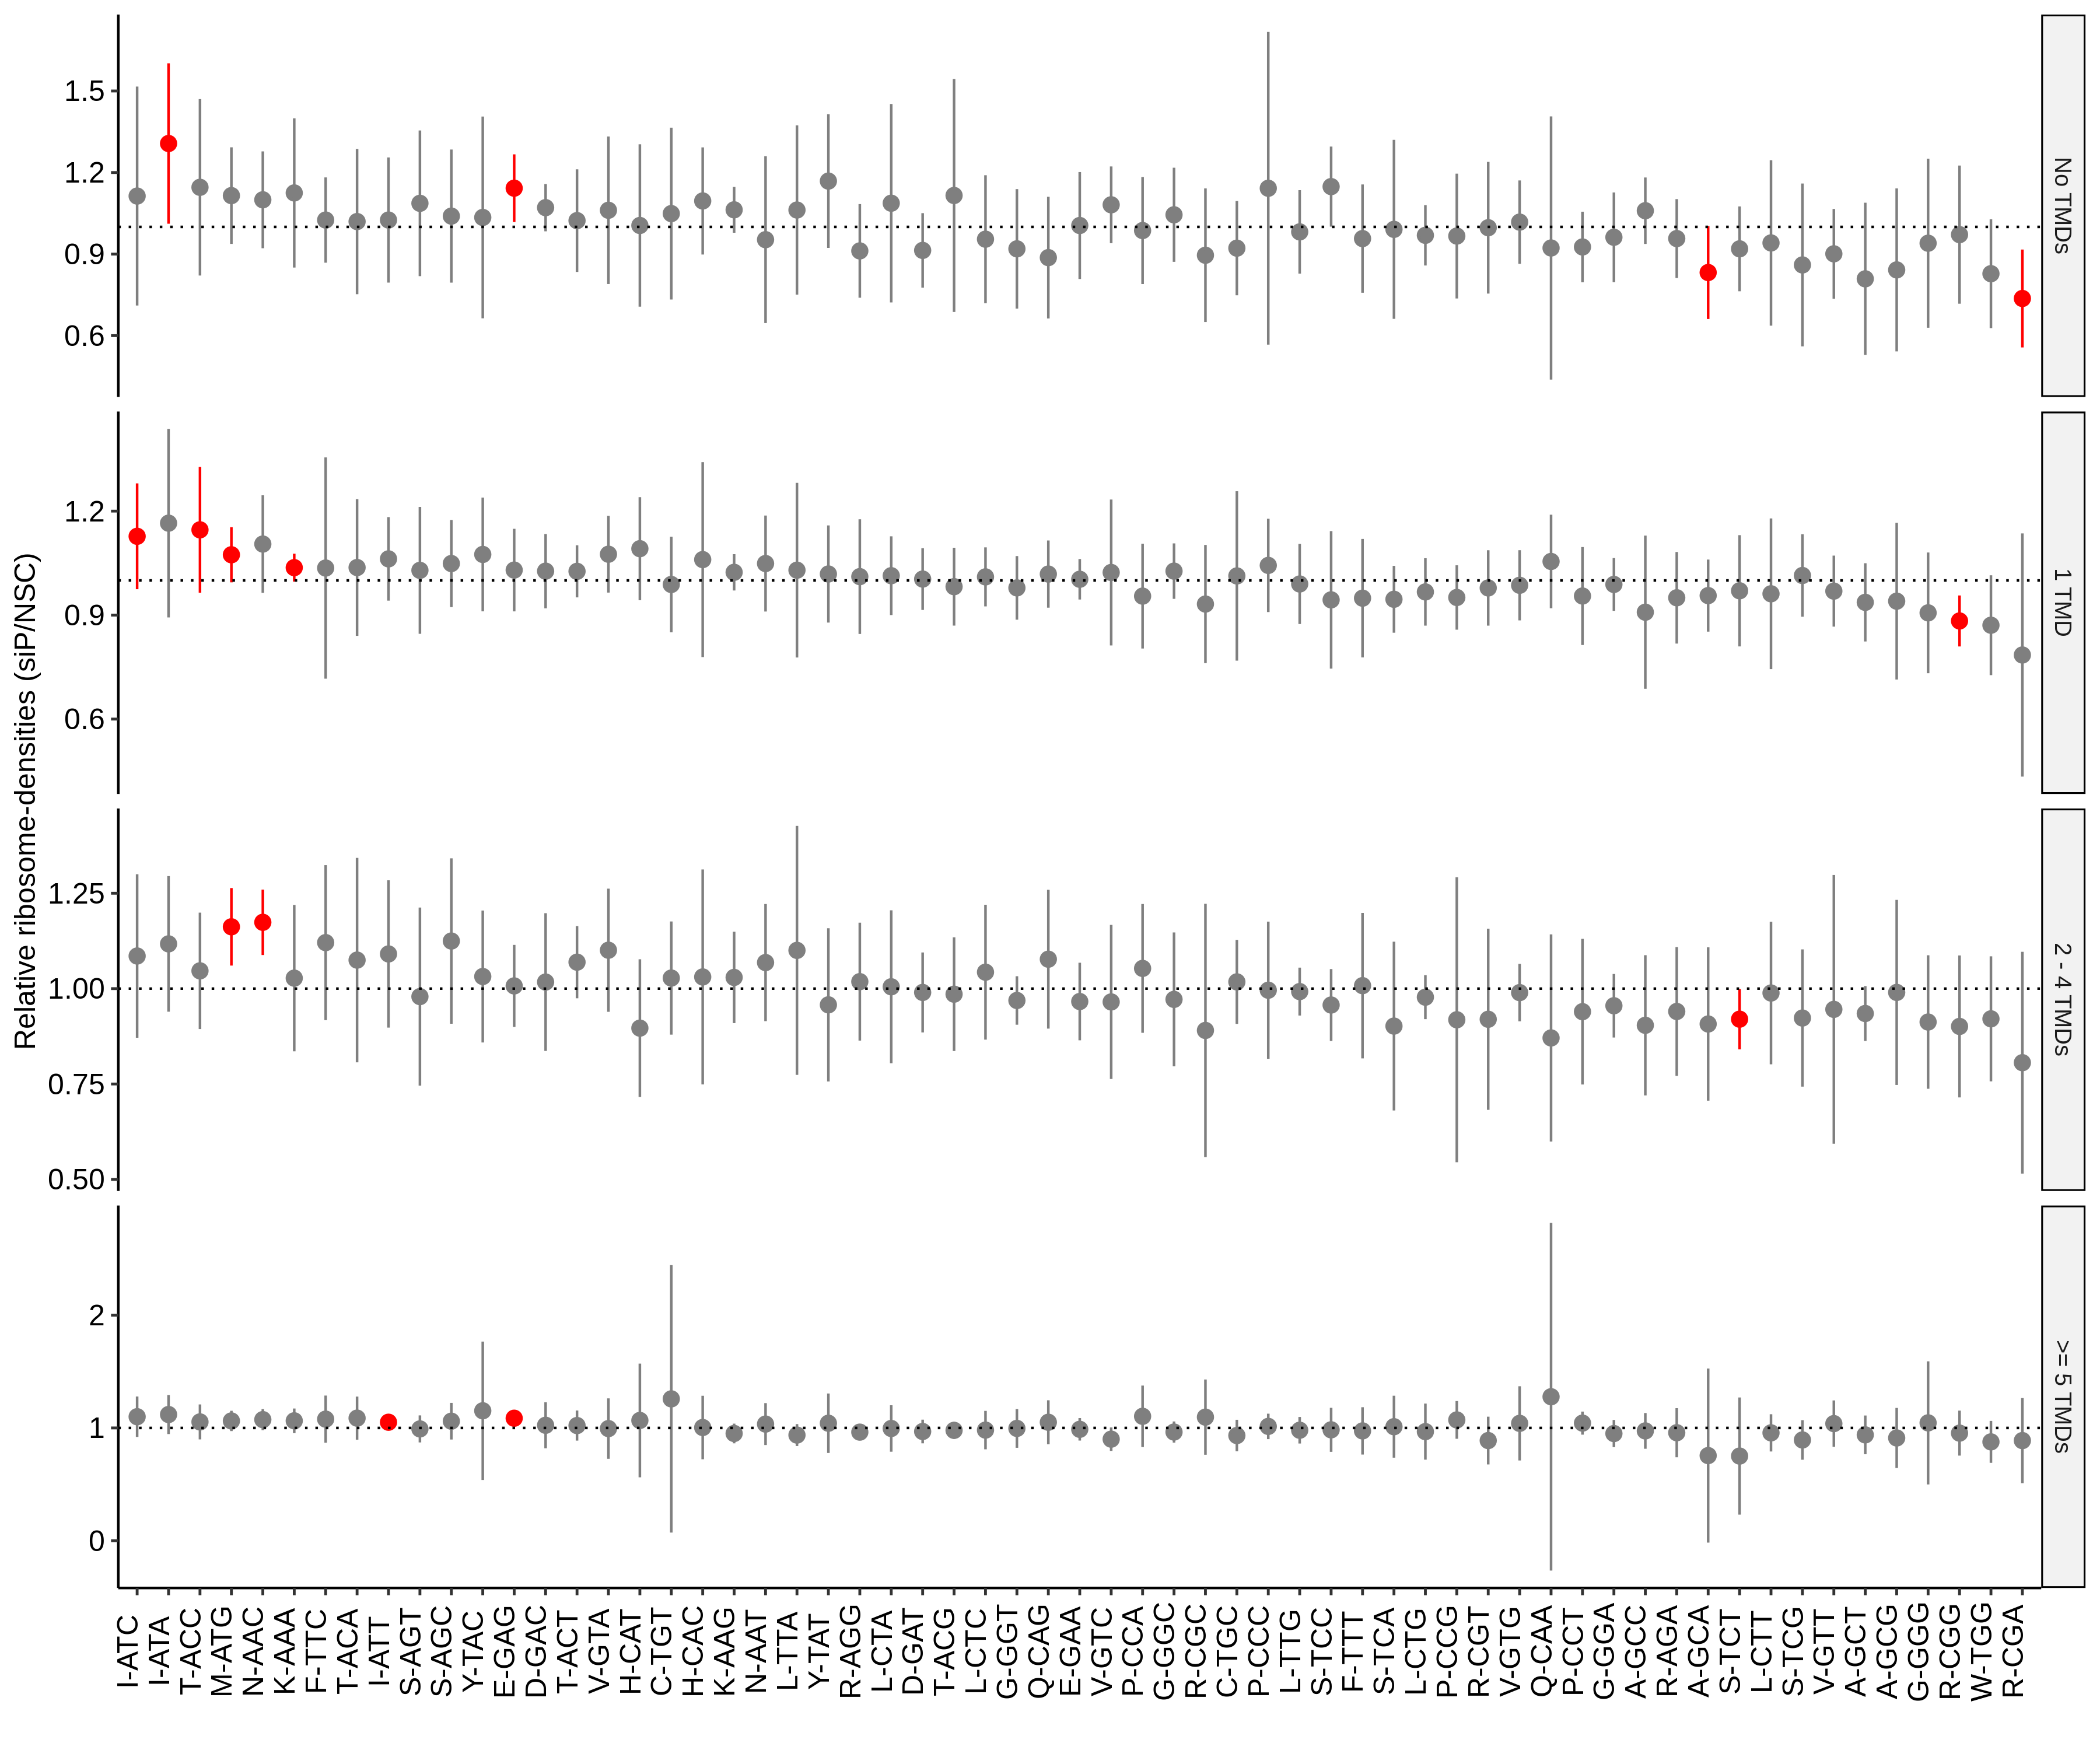 Relative ribosome-densities (siP/NSC)
1.5
1.2
0.9
0.6
No TMDs
1.2
0.9
0.6
1 TMD
1.25
1.00
0.75
0.50
2 - 4 TMDs
2
1
0
>= 5 TMDs
I-ATC
I-ATA
T-ACC
M-ATG
N-AAC
K-AAA
F-TTC
T-ACA
I-ATT
S-AGT
S-AGC
Y-TAC
E-GAG
D-GAC
T-ACT
V-GTA
H-CAT
C-TGT
H-CAC
K-AAG
N-AAT
L-TTA
Y-TAT
R-AGG
L-CTA
D-GAT
T-ACG
L-CTC
G-GGT
Q-CAG
E-GAA
V-GTC
P-CCA
G-GGC
R-CGC
C-TGC
P-CCC
L-TTG
S-TCC
F-TTT
S-TCA
L-CTG
P-CCG
R-CGT
V-GTG
Q-CAA
P-CCT
G-GGA
A-GCC
R-AGA
A-GCA
S-TCT
L-CTT
S-TCG
V-GTT
A-GCT
A-GCG
G-GGG
R-CGG
W-TGG
R-CGA